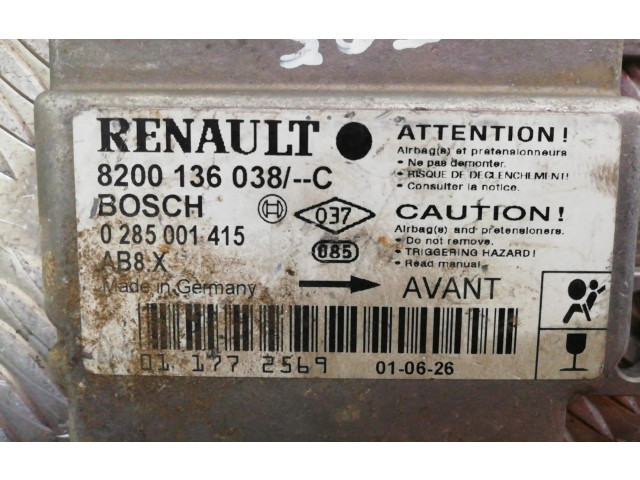 RENAULT
8200 136 038/--C
BOSCH
0 285 001 415
AB8 X
Made in Germany
037
085
AVANT
ATTENTION!
Airbag(s) et pretensionneurs
• Ne pas demonter.
• RISQUE DE DECLENCHEMENT!
• Consulter la notice.
CAUTION!
Airbag(s) and pretensioners.
• Do not remove.
• TRIGGERING HAZARD!
• Read manual.
01 177 2569
01-06-26